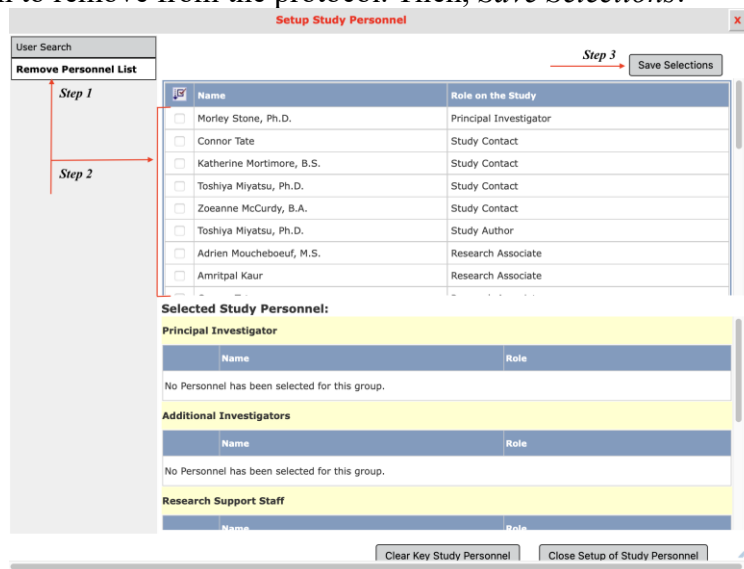 to remove from the protocol. Then, Save Selections.
Setup Study Personnel
x
User Search
Remove Personnel List
Step 3
Save Selections
Step 1
Name
Role on the Study
Morley Stone, Ph.D.
Principal Investigator
Connor Tate
Study Contact
Step 2
Katherine Mortimore, B.S.
Study Contact
Toshiya Miyatsu, Ph.D.
Study Contact
Zoeanne McCurdy, B.A.
Study Contact
Toshiya Miyatsu, Ph.D.
Study Author
Adrien Moucheboeuf, M.S.
Research Associate
Amritpal Kaur
Research Associate
Selected Study Personnel:
Principal Investigator
Name
Role
No Personnel has been selected for this group.
Additional Investigators
Name
Role
No Personnel has been selected for this group.
Research Support Staff
Name
Role
Clear Key Study Personnel
Close Setup of Study Personnel